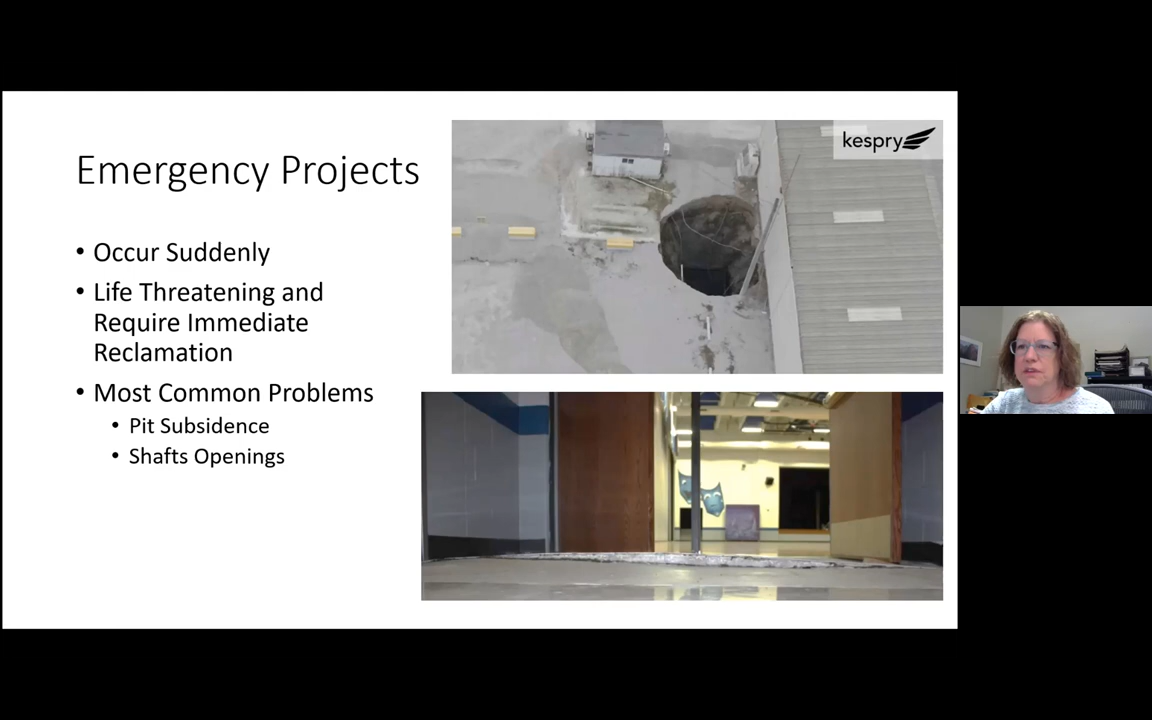 Emergency Projects
• Occur Suddenly
• Life Threatening and
Require Immediate
Reclamation
• Most Common Problems
• Pit Subsidence
• Shafts Openings
kespry